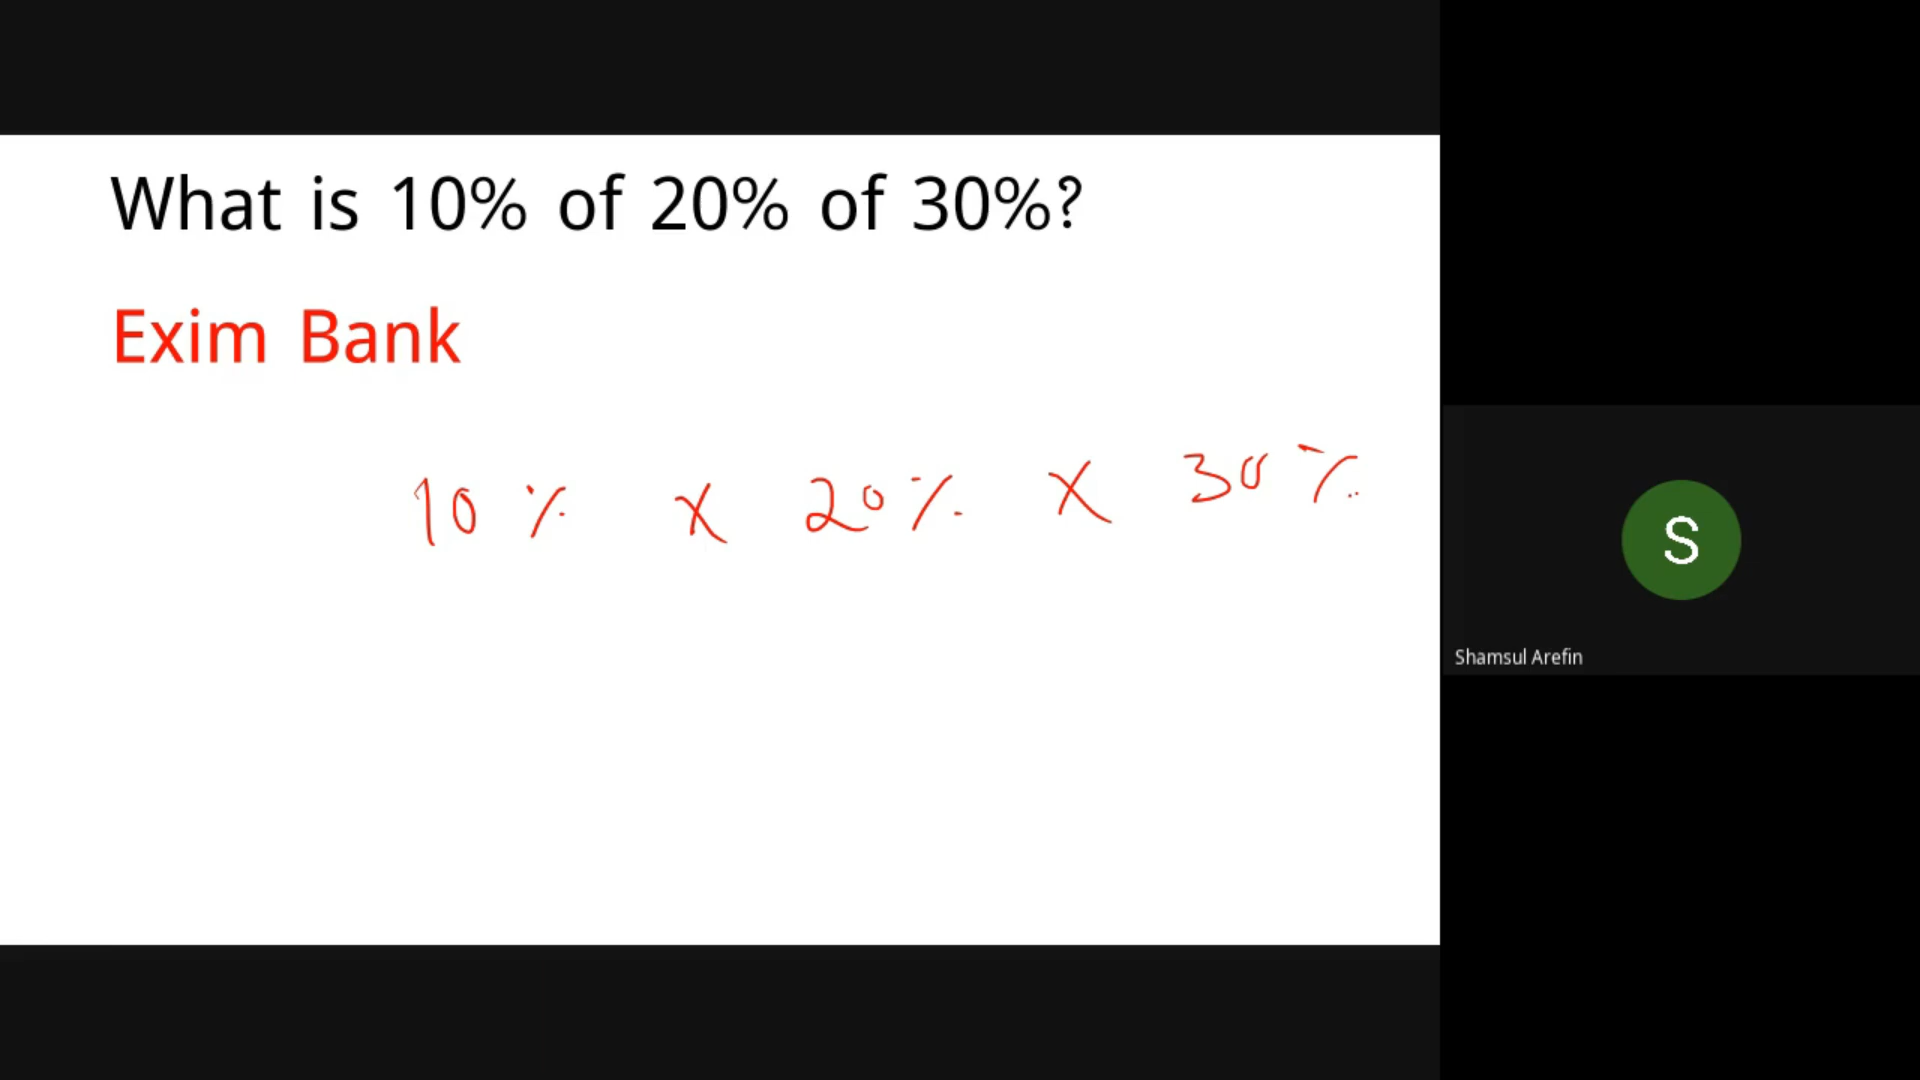 What is 10% of 20% of 30%?
Exim Bank
10% x 20% x 30%
S
Shamsul Arefin